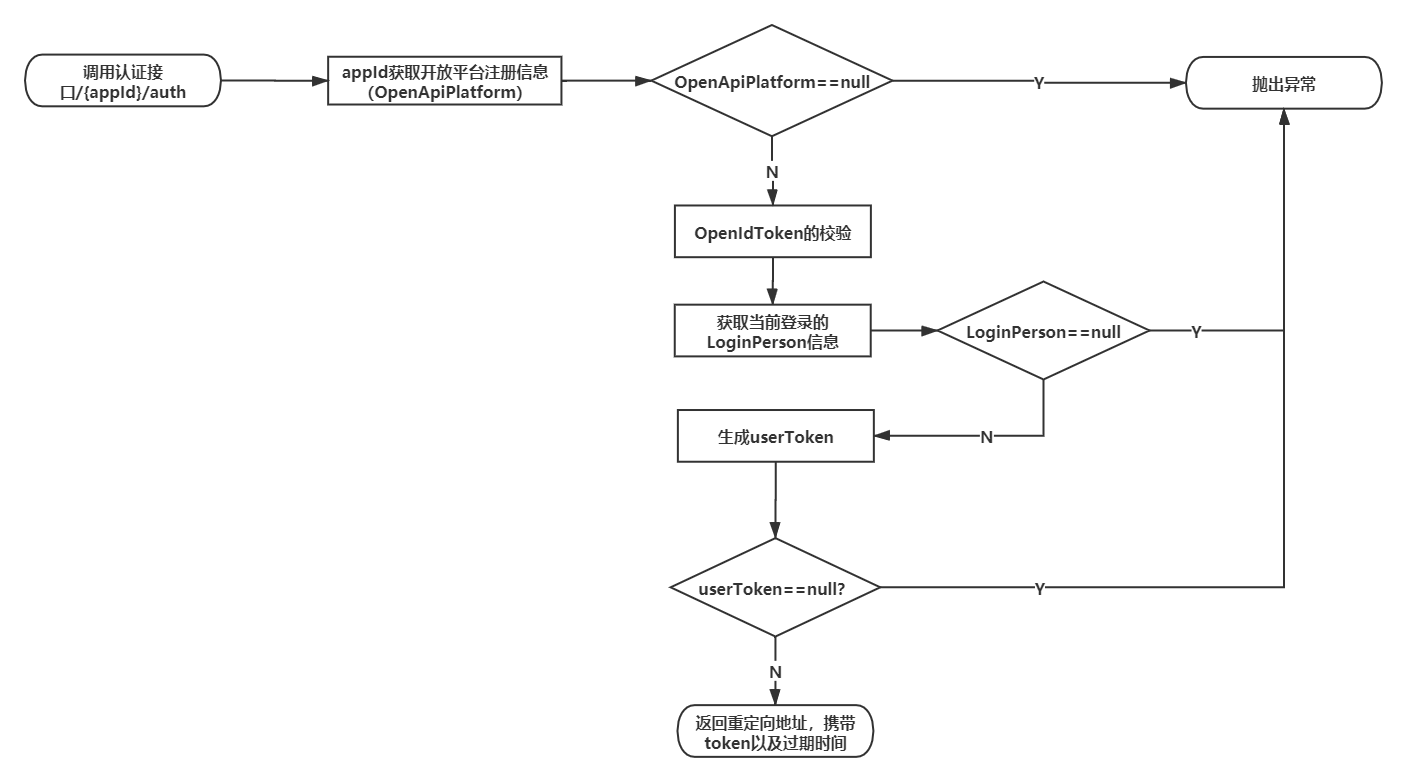 调用认证接
口/{appId}/auth
appId获取开放平台注册信息
（OpenApiPlatform）
OpenApiPlatform==null
Y
抛出异常
N
OpenIdToken的校验
获取当前登录的
LoginPerson信息
LoginPerson==null
Y
生成userToken
N
userToken==null?
Y
N
返回重定向地址，携带
token以及过期时间